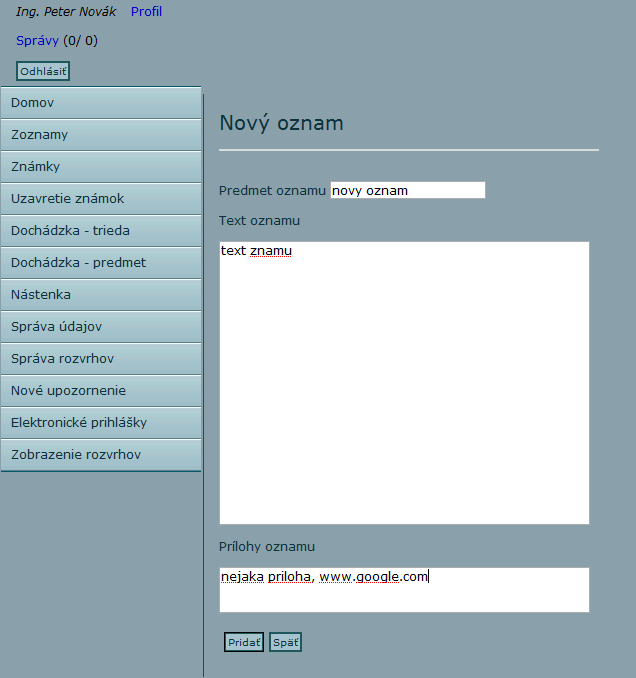 Ing. Peter Novák Profil
Správy (0/ 0)
Odhlásiť
Domov
Zoznamy
Známky
Uzavretie známok
Dochádzka - trieda
Dochádzka - predmet
Nástenka
Správa údajov
Správa rozvrhov
Nové upozornenie
Elektronické prihlášky
Zobrazenie rozvrhov
Nový oznam
Predmet oznamu novy oznam
Text oznamu
text znamu
Prílohy oznamu
nejaka priloha, www.google.com
Pridať Späť